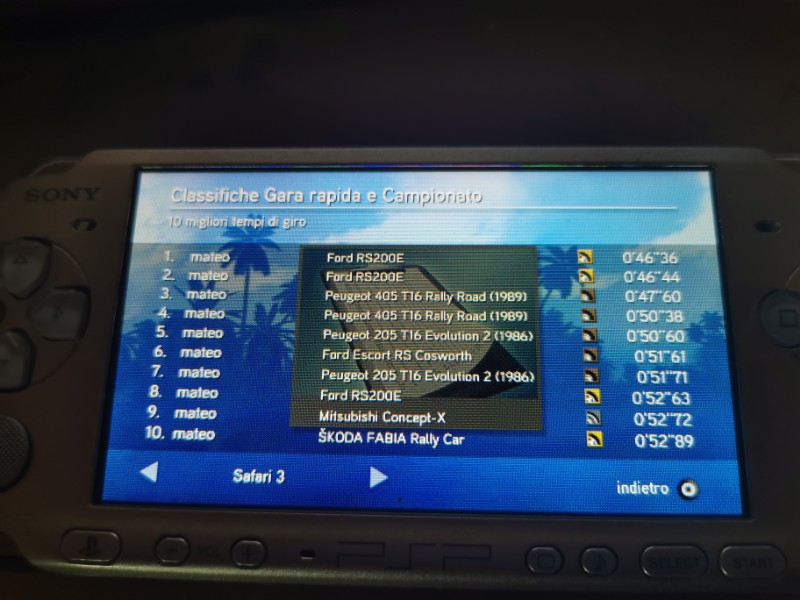 SONY
Classifiche Gara rapida e Campionato
10 migliori tempi di giro
1. mateo Ford RS200E 0'46"36
2. mateo Ford RS200E 0'46"44
3. mateo Peugeot 405 T16 Rally Road (1989) 0'47"60
4. mateo Peugeot 405 T16 Rally Road (1989) 0'50"38
5. mateo Peugeot 205 T16 Evolution 2 (1986) 0'50"60
6. mateo Ford Escort RS Cosworth 0'51"61
7. mateo Peugeot 205 T16 Evolution 2 (1986) 0'51"71
8. mateo Ford RS200E 0'52"63
9. mateo Mitsubishi Concept-X 0'52"72
10. mateo ŠKODA FABIA Rally Car 0'52"89
Safari 3
indietro
PSP
SELECT
START